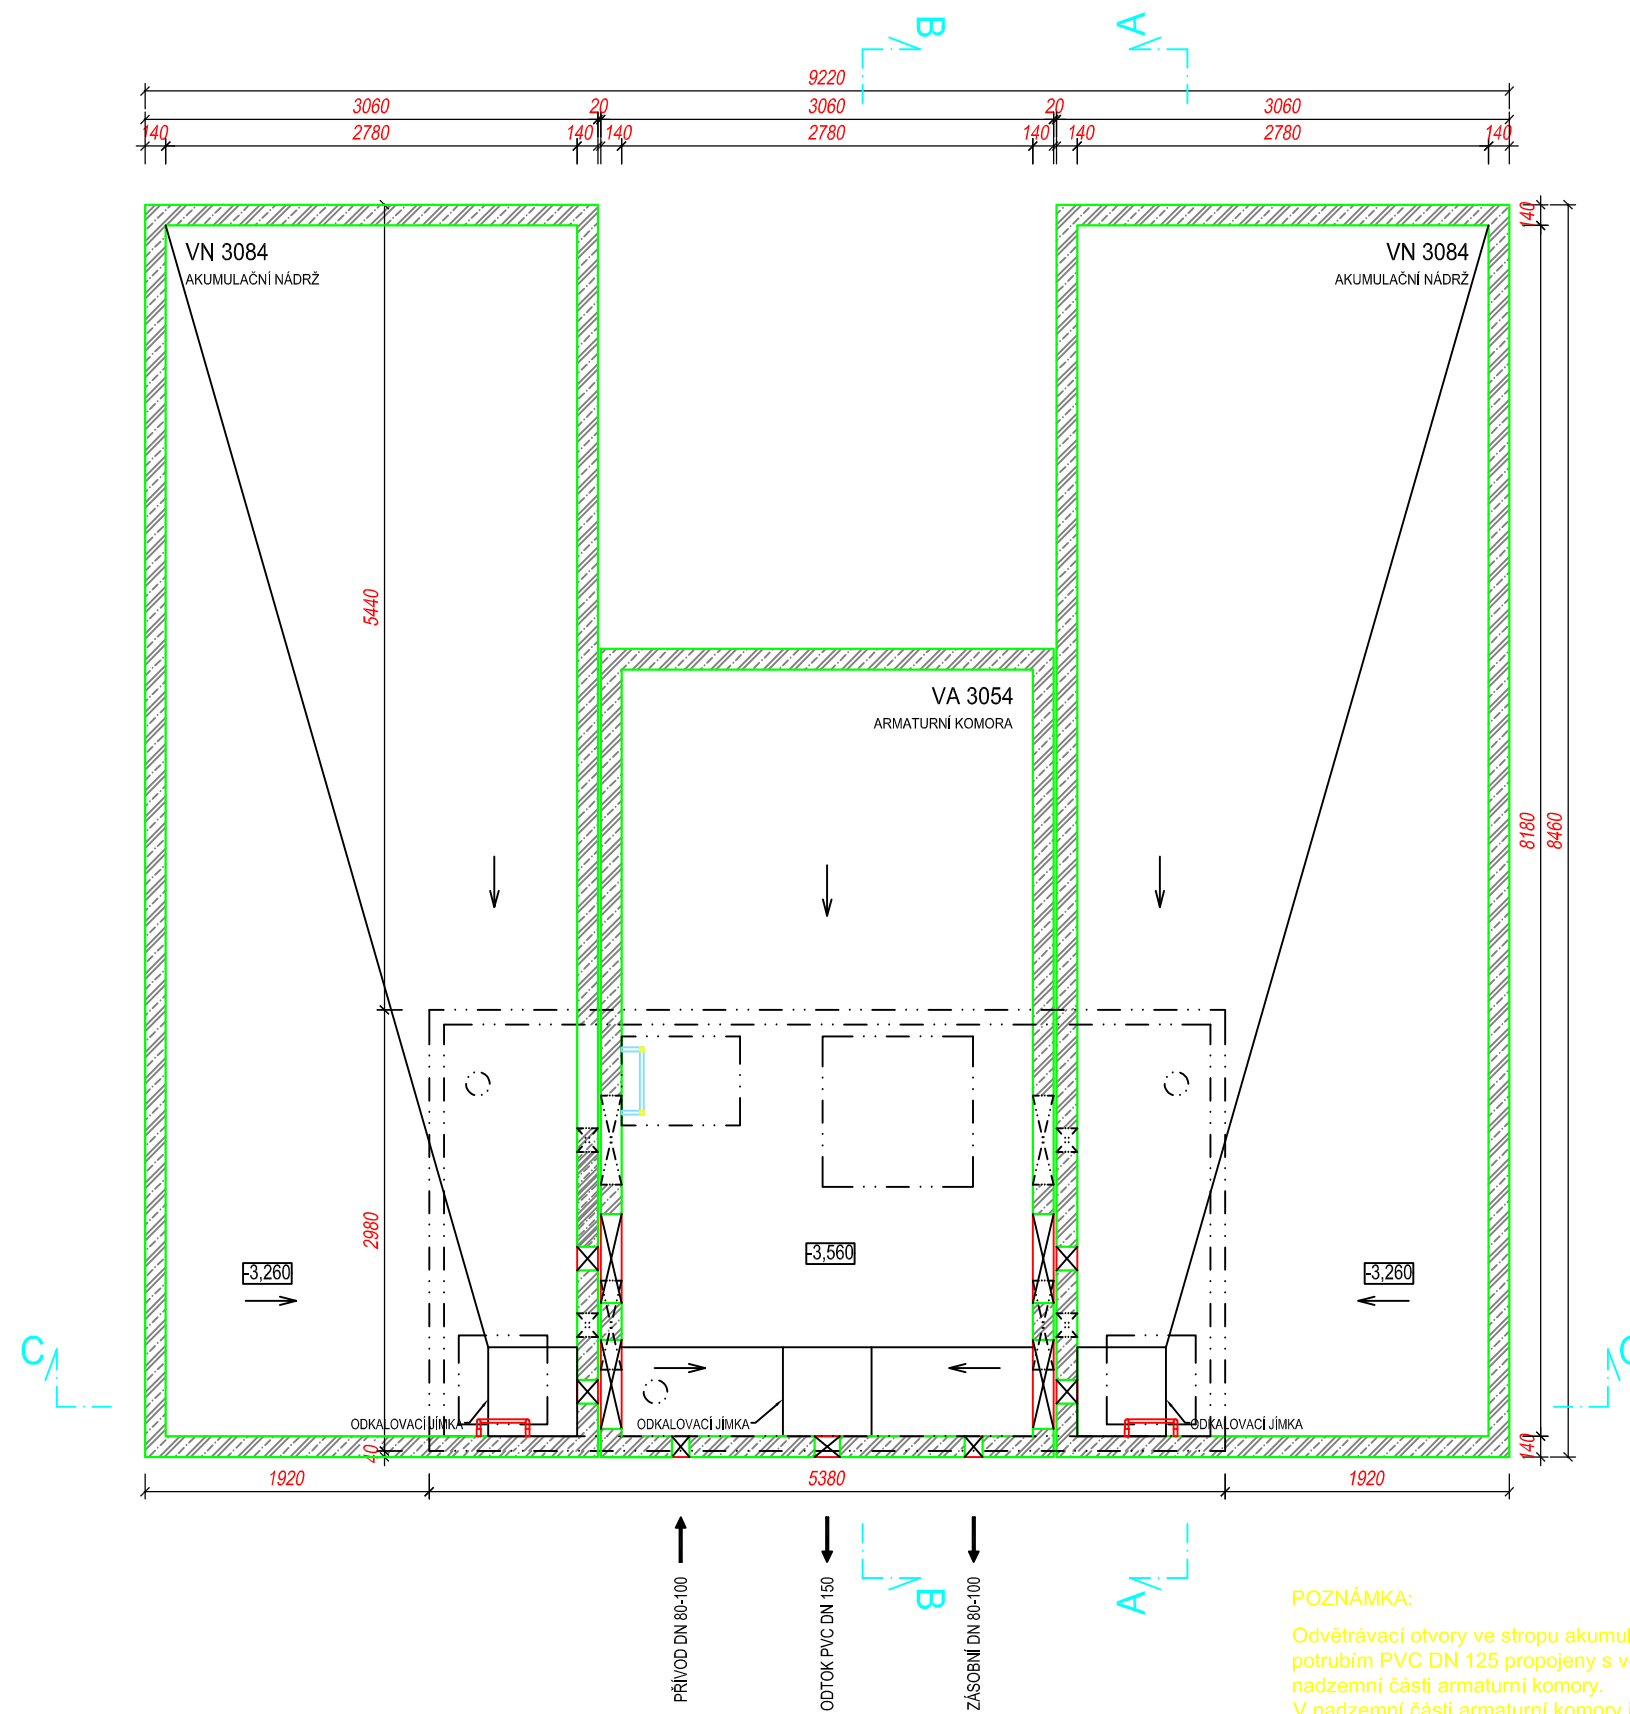 B
A
9220
3060
20
3060
20
3060
140
2780
140
140
2780
140
140
2780
140
VN 3084
AKUMULAČNÍ NÁDRŽ
VN 3084
AKUMULAČNÍ NÁDRŽ
140
5440
VA 3054
ARMATURNÍ KOMORA
8180
8460
2980
-3,260
-3,560
-3,260
C
C
ODKALOVACÍ JÍMKA
ODKALOVACÍ JÍMKA
ODKALOVACÍ JÍMKA
40
140
1920
5380
1920
PŘÍVOD DN 80-100
ODTOK PVC DN 150
ZÁSOBNÍ DN 80-100
B
A
POZNÁMKA:
Odvětrávací otvory ve stropu akumul
potrubím PVC DN 125 propojeny s v
nadzemní části armaturní komory.
V nadzemní části armaturní komory j